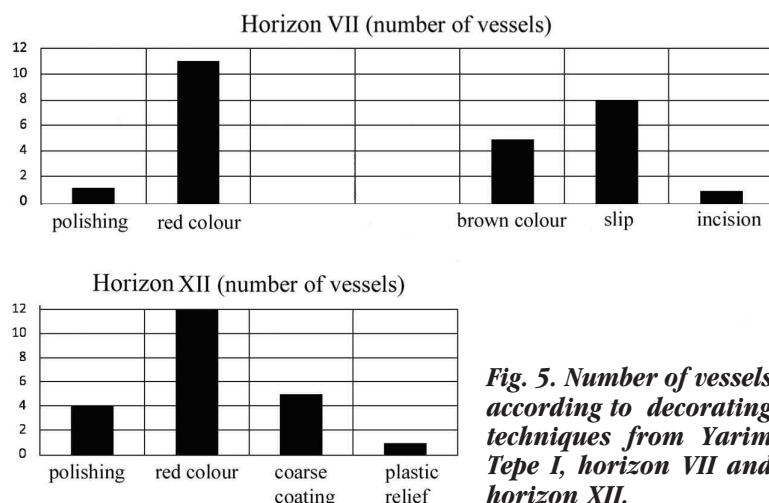 Horizon VII (number of vessels)
12
10
8
6
4
2
0
polishing red colour brown colour slip incision
Horizon XII (number of vessels)
12
10
8
6
4
2
0
polishing red colour coarse plastic
coating relief
Fig. 5. Number of vessels
according to decorating
techniques from Yarim
Tepe I, horizon VII and
horizon XII.